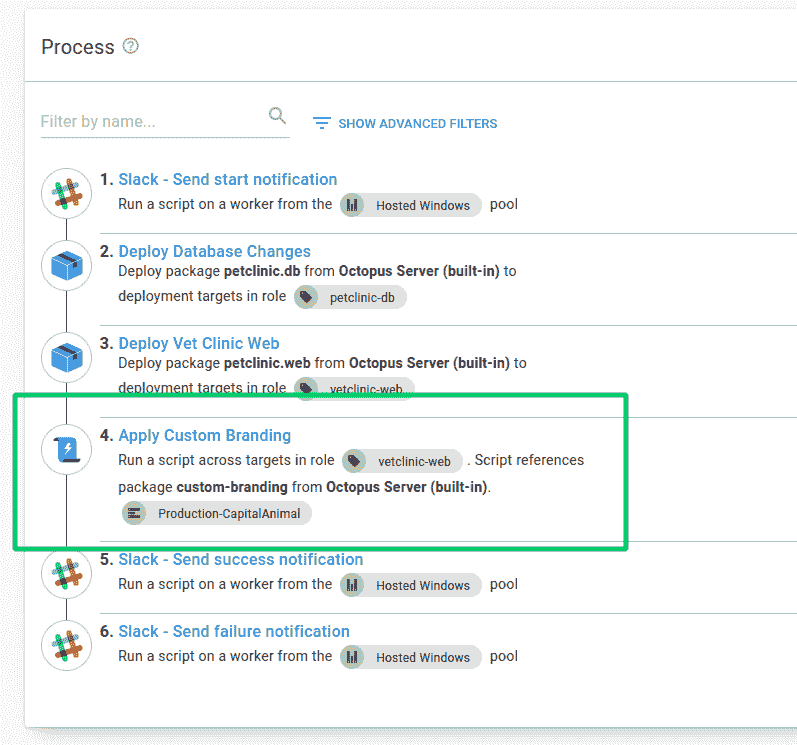 Process ?
Filter by name...
SHOW ADVANCED FILTERS
1. Slack - Send start notification
Run a script on a worker from the Hosted Windows pool
2. Deploy Database Changes
Deploy package petclinic.db from Octopus Server (built-in) to
deployment targets in role petclinic-db
3. Deploy Vet Clinic Web
Deploy package petclinic.web from Octopus Server (built-in) to
deployment targets in role vetclinic-web
4. Apply Custom Branding
Run a script across targets in role vetclinic-web . Script references
package custom-branding from Octopus Server (built-in).
Production-CapitalAnimal
5. Slack - Send success notification
Run a script on a worker from the Hosted Windows pool
6. Slack - Send failure notification
Run a script on a worker from the Hosted Windows pool